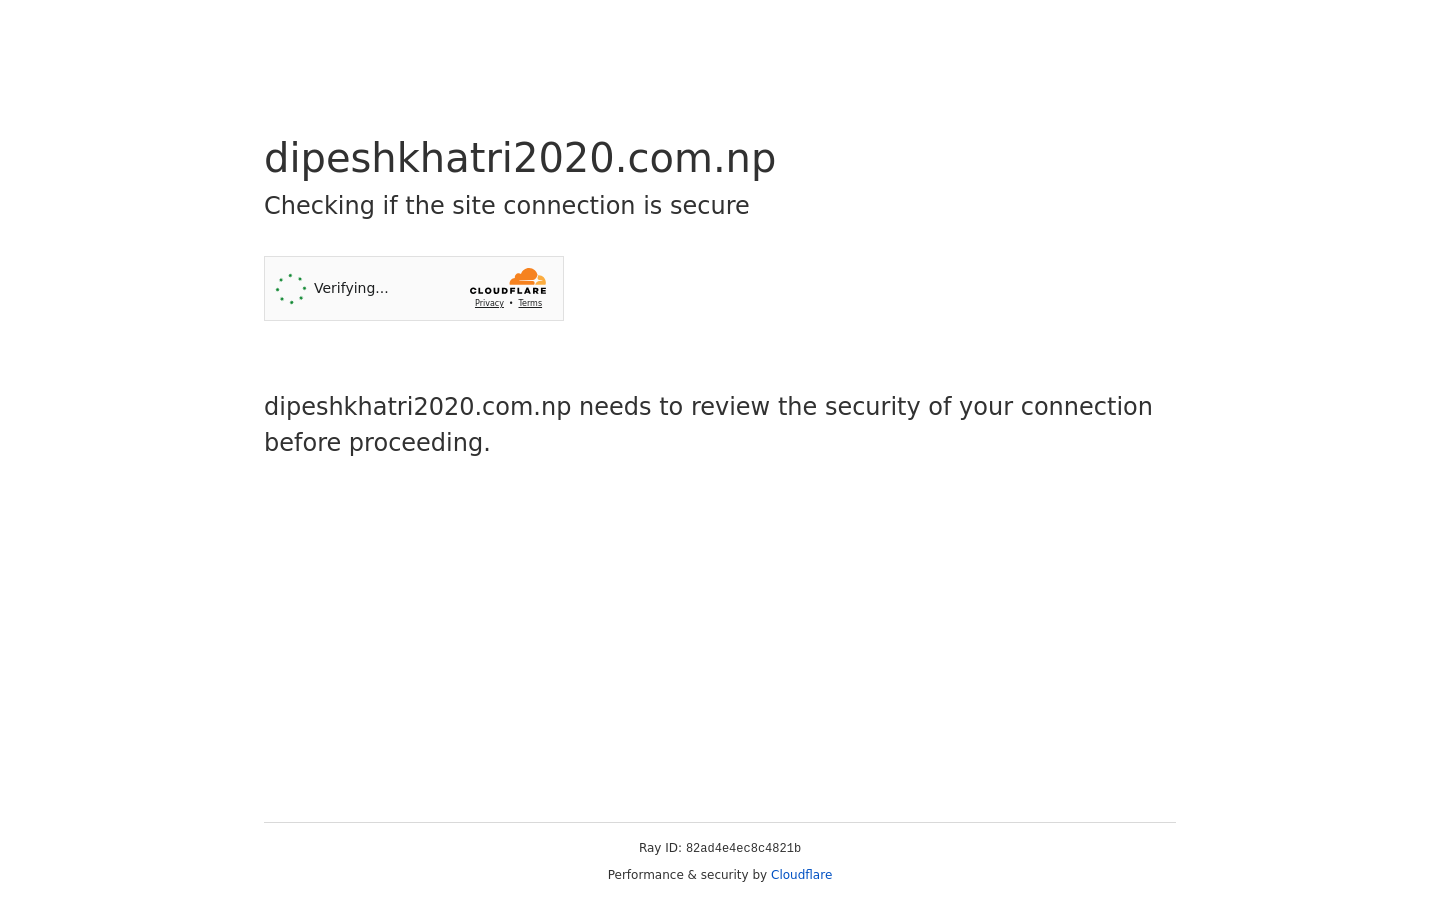 dipeshkhatri2020.com.np
Checking if the site connection is secure
Verifying...
CLOUDFLARE
Privacy • Terms
dipeshkhatri2020.com.np needs to review the security of your connection
before proceeding.
Ray ID: 82ad4e4ec8c4821b
Performance & security by Cloudflare